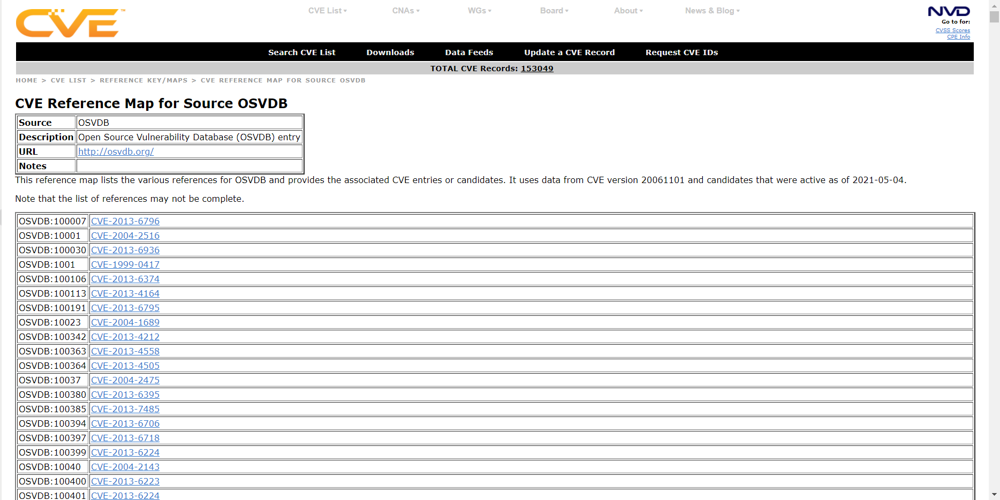 CVE™
CVE List▾ CNAs▾ WGs▾ Board▾ About▾ News & Blog▾
NVD
Go to for:
CVSS Scores
CPE Info
Search CVE List Downloads Data Feeds Update a CVE Record Request CVE IDs
TOTAL CVE Records: 153049
HOME > CVE LIST > REFERENCE KEY/MAPS > CVE REFERENCE MAP FOR SOURCE OSVDB
CVE Reference Map for Source OSVDB
Source OSVDB
Description Open Source Vulnerability Database (OSVDB) entry
URL http://osvdb.org/
Notes
This reference map lists the various references for OSVDB and provides the associated CVE entries or candidates. It uses data from CVE version 20061101 and candidates that were active as of 2021-05-04.
Note that the list of references may not be complete.
OSVDB:100007 CVE-2013-6796
OSVDB:10001 CVE-2004-2516
OSVDB:100030 CVE-2013-6936
OSVDB:1001 CVE-1999-0417
OSVDB:100106 CVE-2013-6374
OSVDB:100113 CVE-2013-4164
OSVDB:100191 CVE-2013-6795
OSVDB:10023 CVE-2004-1689
OSVDB:100342 CVE-2013-4212
OSVDB:100363 CVE-2013-4558
OSVDB:100364 CVE-2013-4505
OSVDB:10037 CVE-2004-2475
OSVDB:100380 CVE-2013-6395
OSVDB:100385 CVE-2013-7485
OSVDB:100394 CVE-2013-6706
OSVDB:100397 CVE-2013-6718
OSVDB:100399 CVE-2013-6224
OSVDB:10040 CVE-2004-2143
OSVDB:100400 CVE-2013-6223
OSVDB:100401 CVE-2013-6224